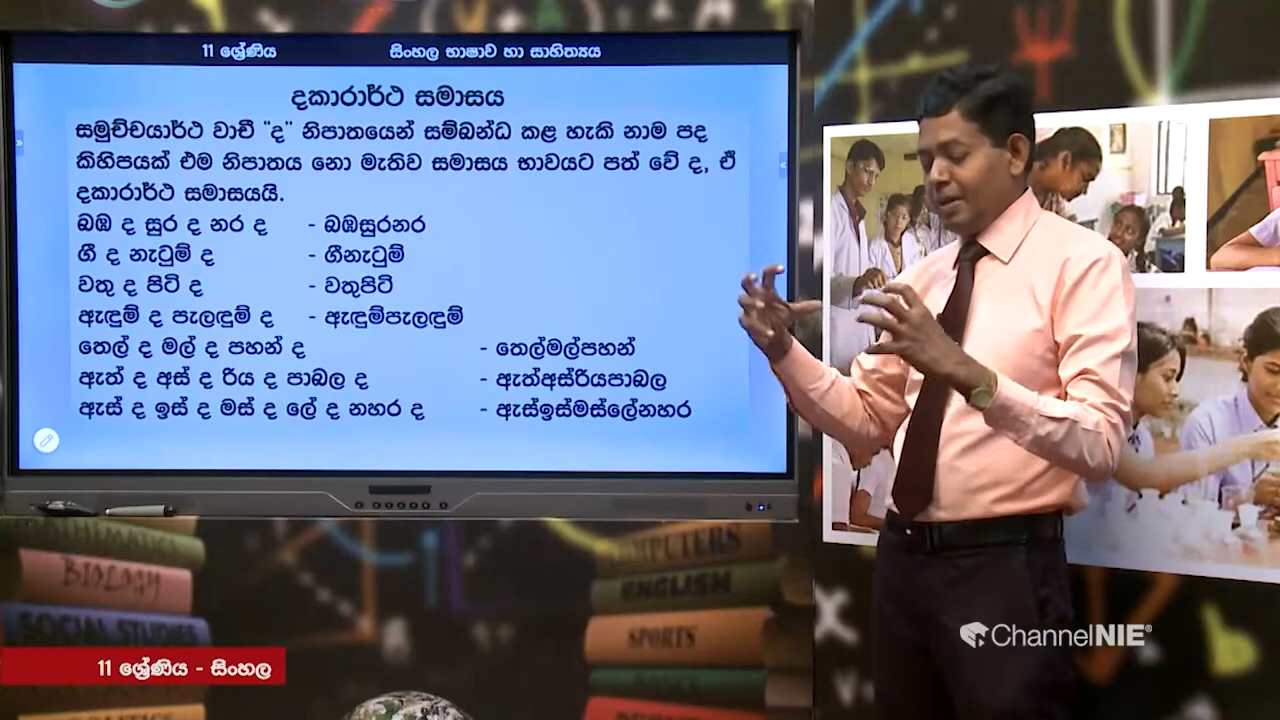 11 ශ්‍රේණිය සිංහල භාෂාව හා සාහිත්‍යය
දකාරාර්ථ සමාසය
සමුච්චයාර්ථ වාචී "ද" නිපාතයෙන් සම්බන්ධ කළ හැකි නාම පද
කිහිපයක් එම නිපාතය නො මැතිව සමාසය භාවයට පත් වේ ද, ඒ
දකාරාර්ථ සමාසයයි.
බඹ ද සුර ද නර ද - බඹසුරනර
ගී ද නැටුම් ද - ගීනැටුම්
වතු ද පිටි ද - වතුපිටි
ඇඳුම් ද පැලඳුම් ද - ඇඳුම්පැලඳුම්
තෙල් ද මල් ද පහන් ද - තෙල්මල්පහන්
ඇත් ද අස් ද රිය ද පාබල ද - ඇත්අස්රියපාබල
ඇස් ද ඉස් ද මස් ද ලේ ද නහර ද - ඇස්ඉස්මස්ලේනහර
MATHEMATICS
BIOLOGY
SOCIAL STUDIES
COMPUTERS
ENGLISH
SPORTS
ChannelNIE®
11 ශ්‍රේණිය - සිංහල